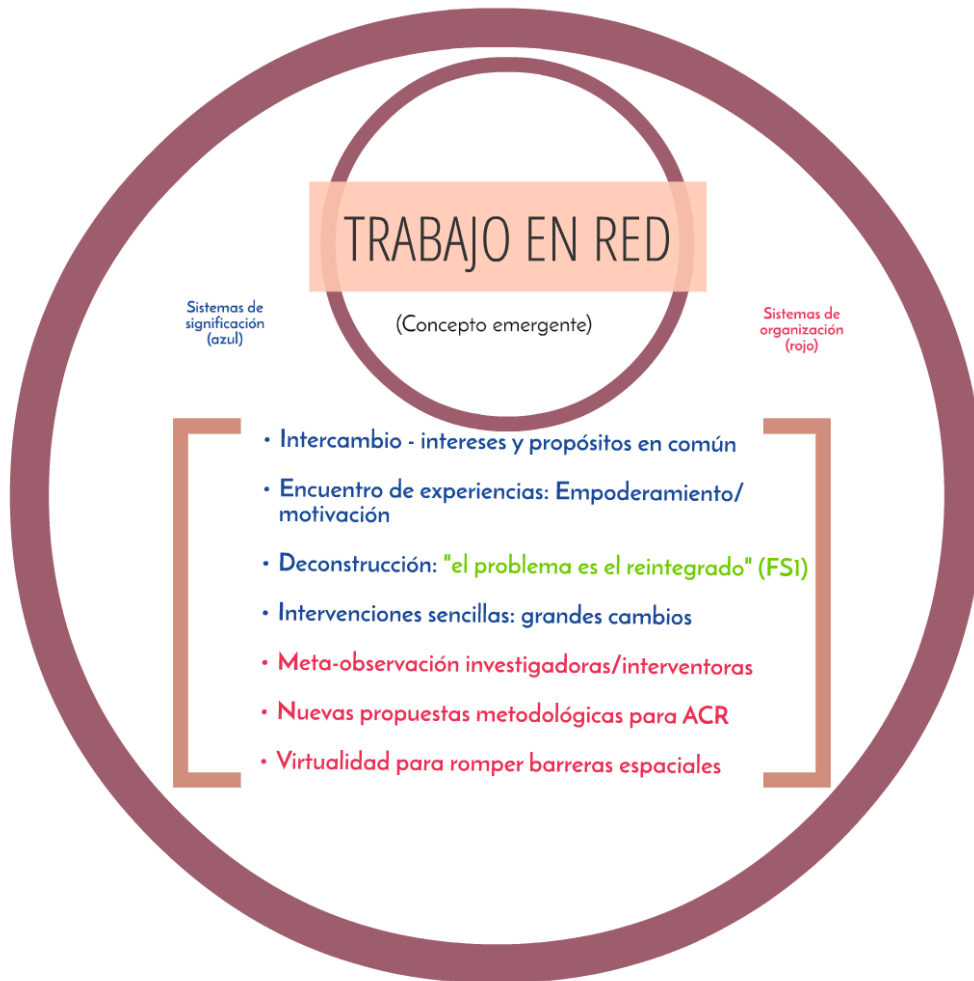 TRABAJO EN RED
(Concepto emergente)
Sistemas de
significación
(azul)
Sistemas de
organización
(rojo)
• Intercambio - intereses y propósitos en común
• Encuentro de experiencias: Empoderamiento/
motivación
• Deconstrucción: "el problema es el reintegrado" (FS1)
• Intervenciones sencillas: grandes cambios
• Meta-observación investigadoras/interventoras
• Nuevas propuestas metodológicas para ACR
• Virtualidad para romper barreras espaciales